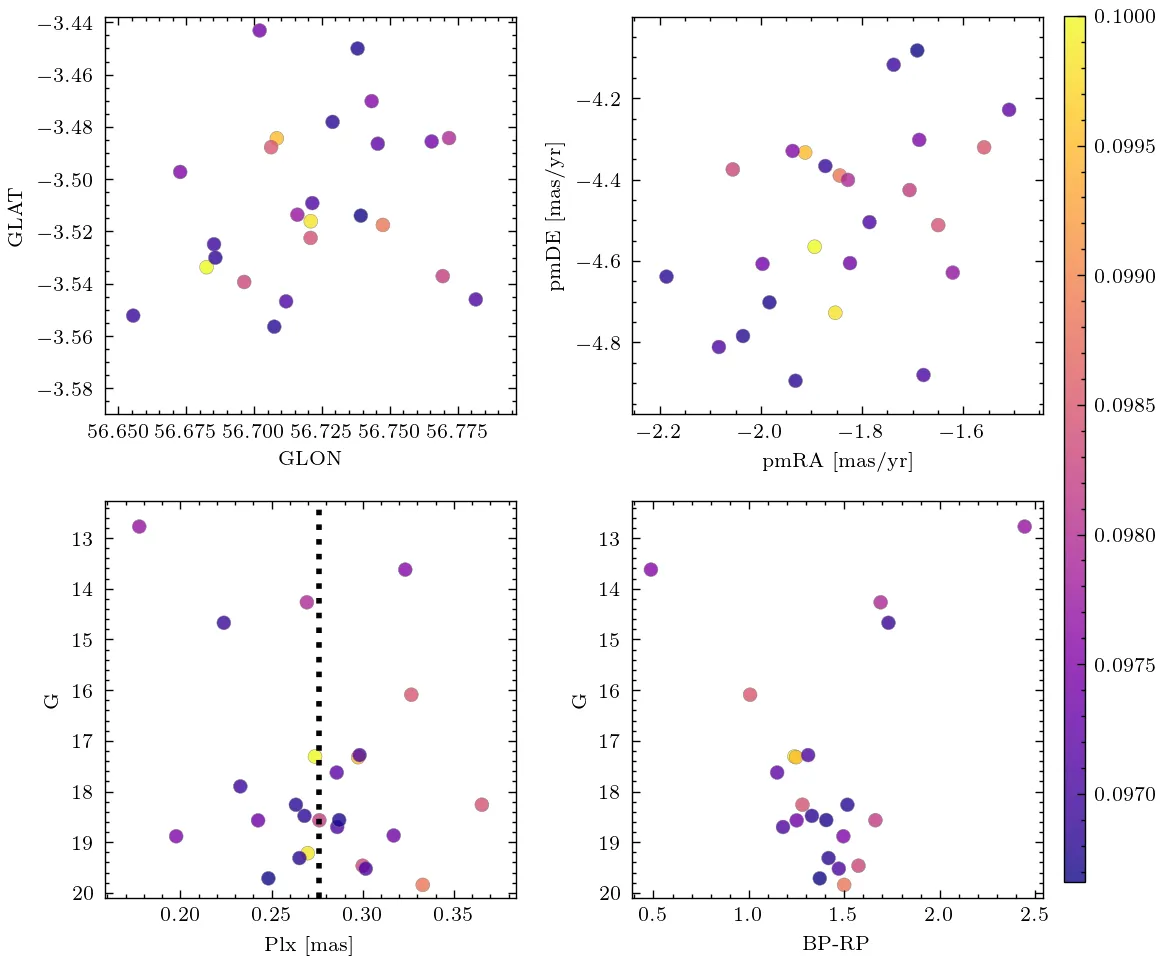 −3.44
−3.46
−3.48
−3.50
−3.52
−3.54
−3.56
−3.58
GLAT
56.650 56.675 56.700 56.725 56.750 56.775
GLON
−4.2
−4.4
−4.6
−4.8
pmDE [mas/yr]
−2.2 −2.0 −1.8 −1.6
pmRA [mas/yr]
13
14
15
16
17
18
19
20
G
0.20 0.25 0.30 0.35
Plx [mas]
13
14
15
16
17
18
19
20
G
0.5 1.0 1.5 2.0 2.5
BP-RP
0.1000
0.0995
0.0990
0.0985
0.0980
0.0975
0.0970